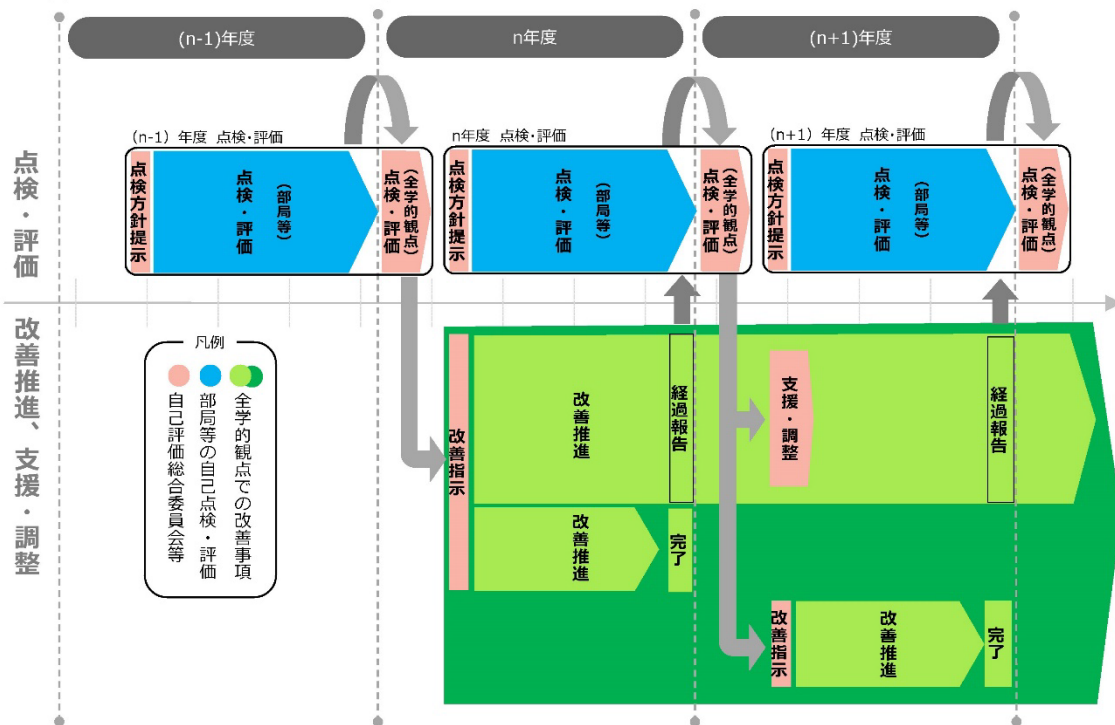 (n-1)年度
n年度
(n+1)年度
点検・評価
(n-1) 年度 点検・評価
点検方針提示
点検・評価
(部局等)
点検・評価
(全学的観点)
n年度 点検・評価
点検方針提示
点検・評価
(部局等)
点検・評価
(全学的観点)
(n+1) 年度 点検・評価
点検方針提示
点検・評価
(部局等)
点検・評価
(全学的観点)
改善推進、支援・調整
凡例
全学的観点での改善事項
部局等の自己点検・評価
自己評価総合委員会等
改善指示
改善推進
経過報告
支援・調整
経過報告
改善推進
完了
改善指示
改善推進
完了